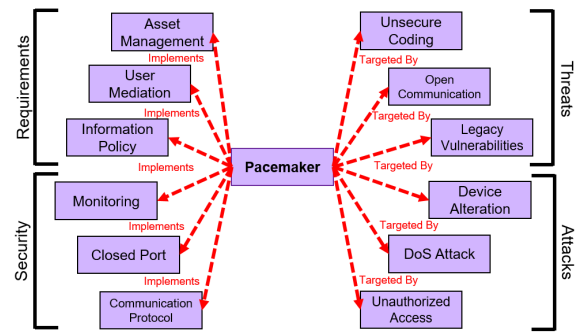 Requirements
Asset
Management
Implements
User
Mediation
Implements
Information
Policy
Implements
Security
Monitoring
Implements
Closed Port
Implements
Communication
Protocol
Pacemaker
Threats
Unsecure
Coding
Targeted By
Open
Communication
Targeted By
Legacy
Vulnerabilities
Targeted By
Attacks
Device
Alteration
Targeted By
DoS Attack
Targeted By
Unauthorized
Access